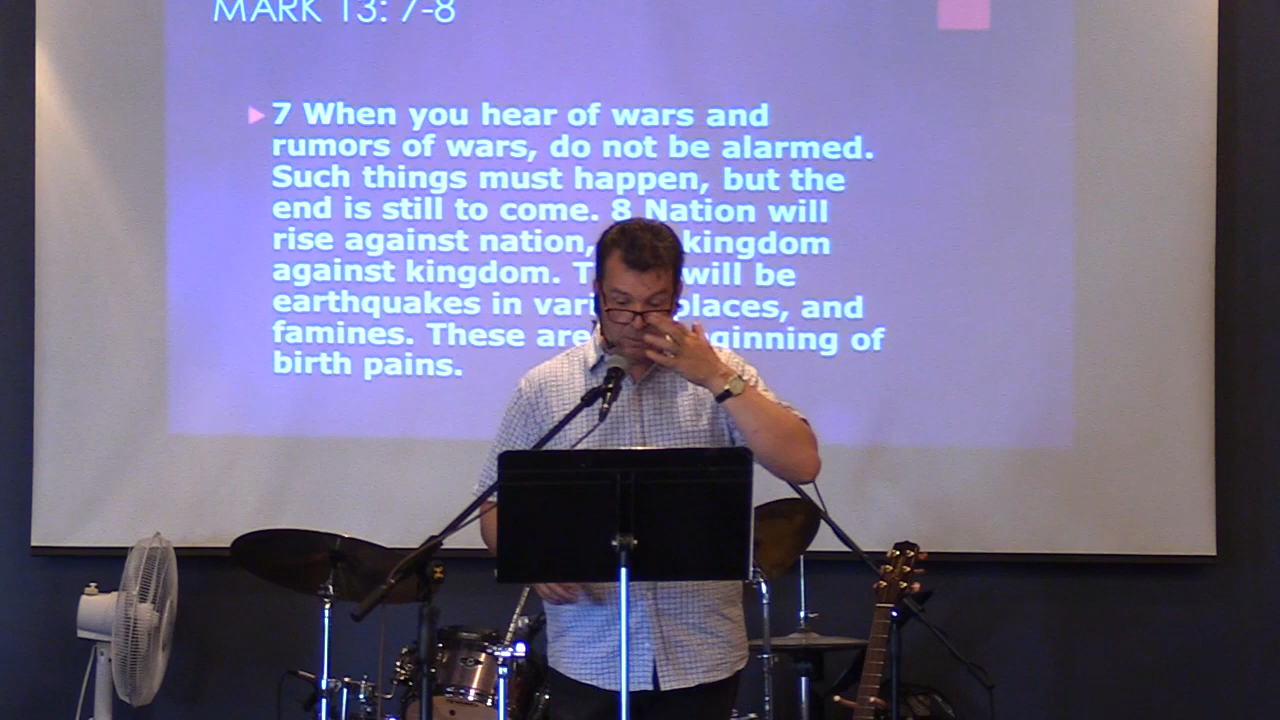 MARK 13: 7-8
7 When you hear of wars and
rumors of wars, do not be alarmed.
Such things must happen, but the
end is still to come. 8 Nation will
rise against nation, kingdom
against kingdom. will be
earthquakes in places, and
famines. These are of
birth pains.